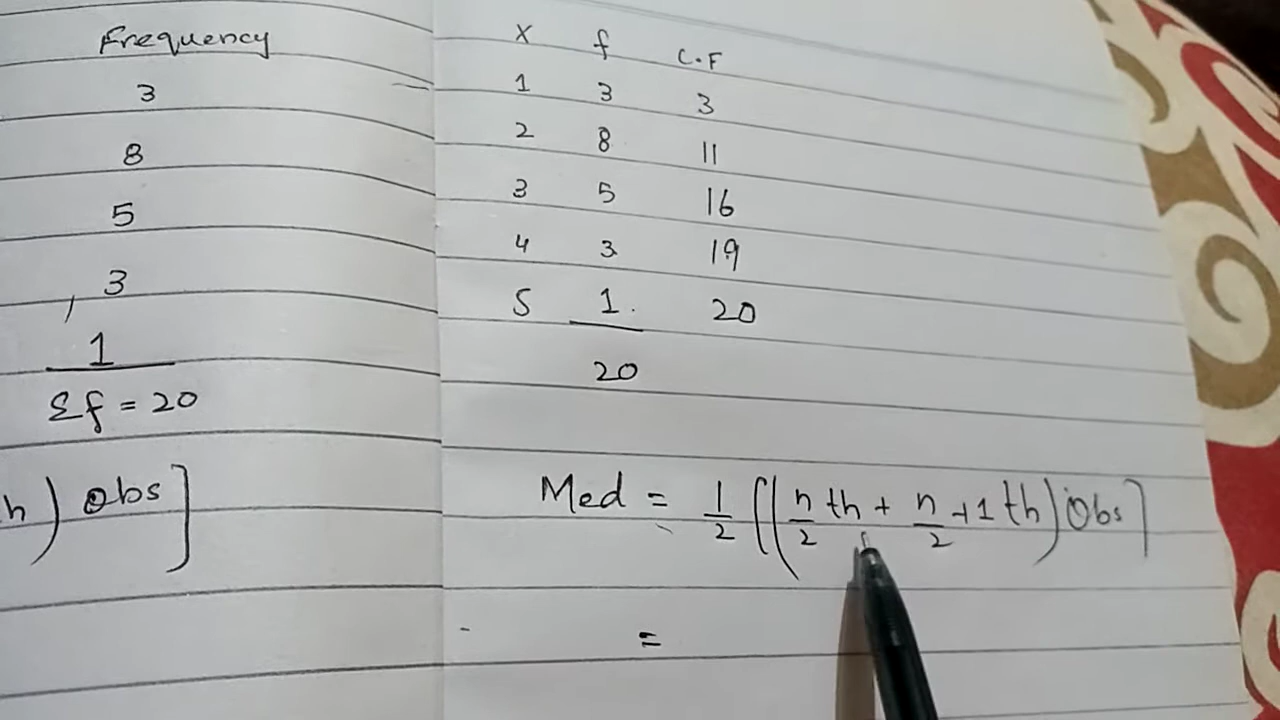 Frequency
3
8
5
3
1
Σf = 20
h) Obs]
x f C.F
1 3 3
2 8 11
3 5 16
4 3 19
5 1 20
20
Med = 1/2 [(n/2 th + n/2 +1 th) Obs]
=